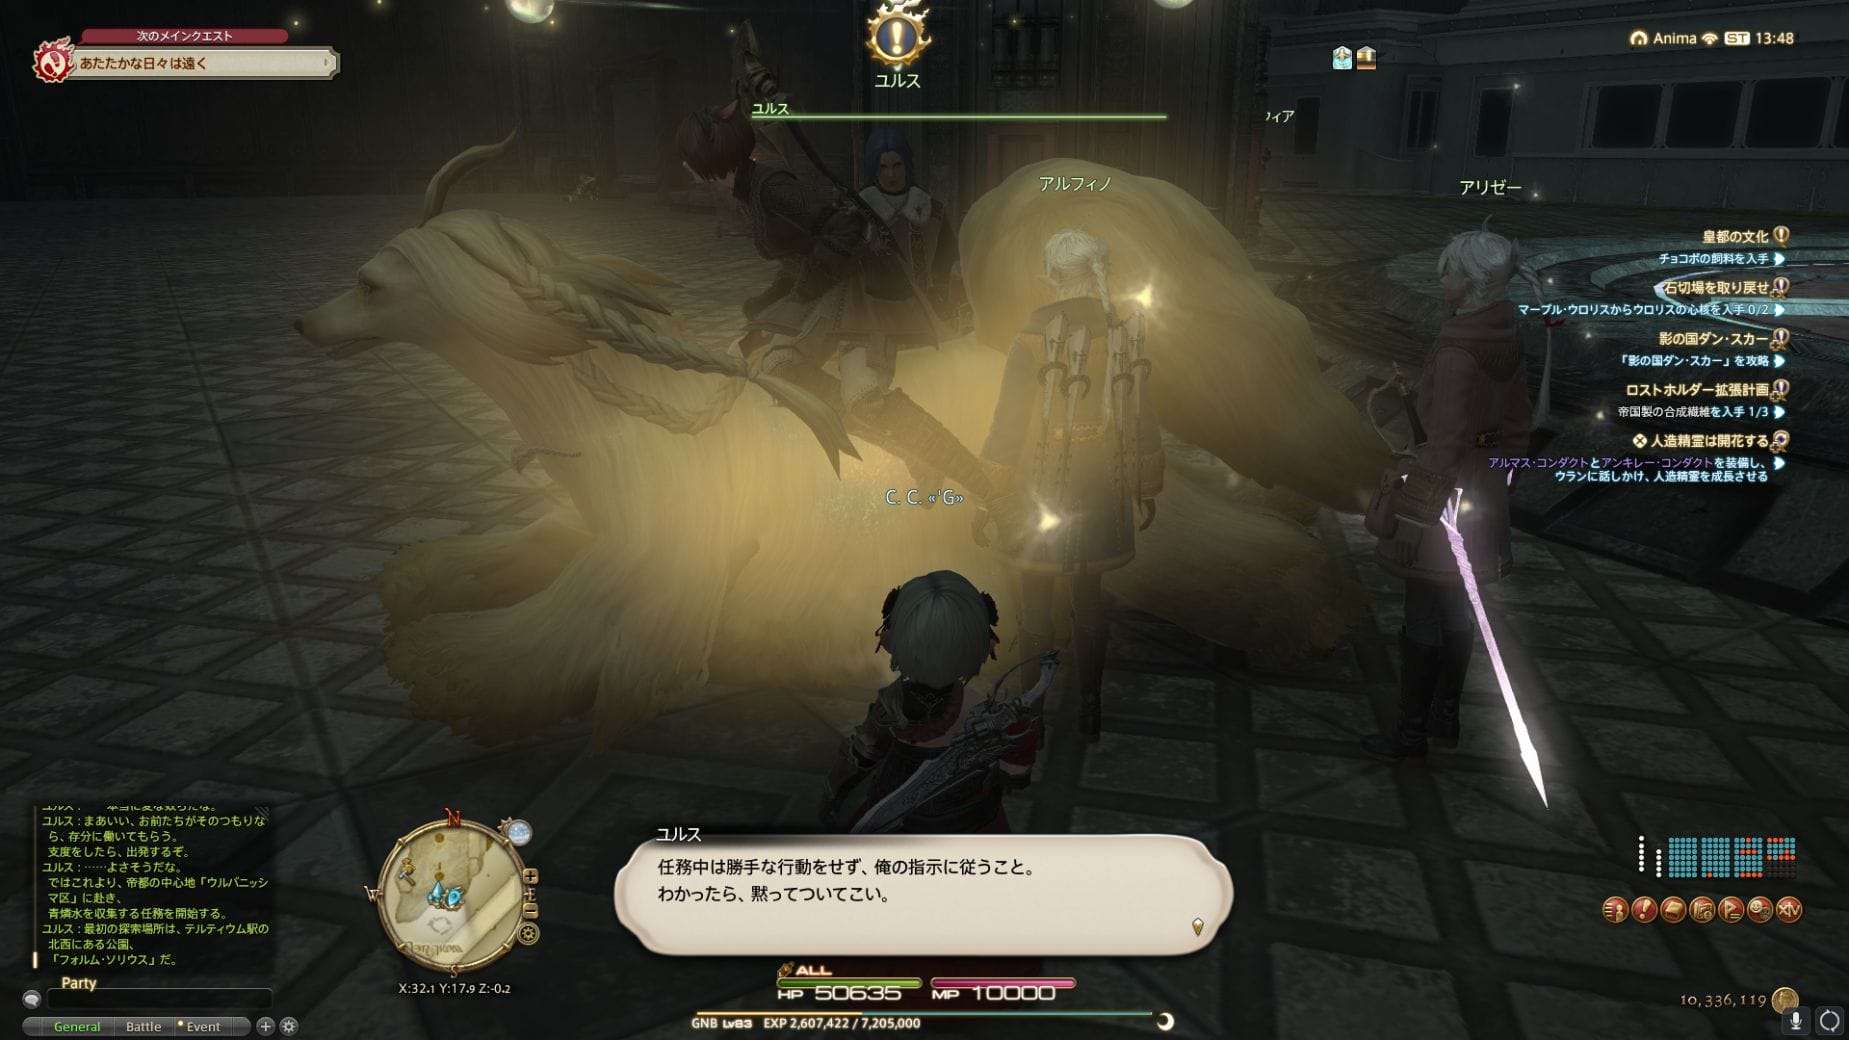 次のメインクエスト
あたたかな日々は遠く
ユルス
ユルス
フィア
アルフィノ
アリゼー
Anima ST 13:48
皇都の文化
チョコボの飼料を入手
石切場を取り戻せ
マーブル・ウロリスからウロリスの心核を入手 0/2
影の国ダン・スカー
「影の国ダン・スカー」を攻略
ロストホルダー拡張計画
帝国製の合成繊維を入手 1/3
人造精霊は開花する
アルマス・コンダクトとアンキレー・コンダクトを装備し、
ウランに話しかけ、人造精霊を成長させる
C. C. «'G»
ユルス：……本当に変な奴らだな。
ユルス：まあいい、お前たちがそのつもりな
ら、存分に働いてもらう。
支度をしたら、出発するぞ。
ユルス：……よさそうだな。
ではこれより、帝都の中心地「ウルバニッシ
マ区」に赴き、
青燐水を収集する任務を開始する。
ユルス：最初の探索場所は、テルティウム駅の
北西にある公園、
「フォルム・ソリウス」だ。
Party
General Battle Event
N
W
E
S
X:32.1 Y:17.9 Z:-0.2
ユルス
任務中は勝手な行動をせず、俺の指示に従うこと。
わかったら、黙ってついてこい。
ALL
HP 50635 MP 10000
GNB Lv83 EXP 2,607,422 / 7,205,000
XIV
10,336,119